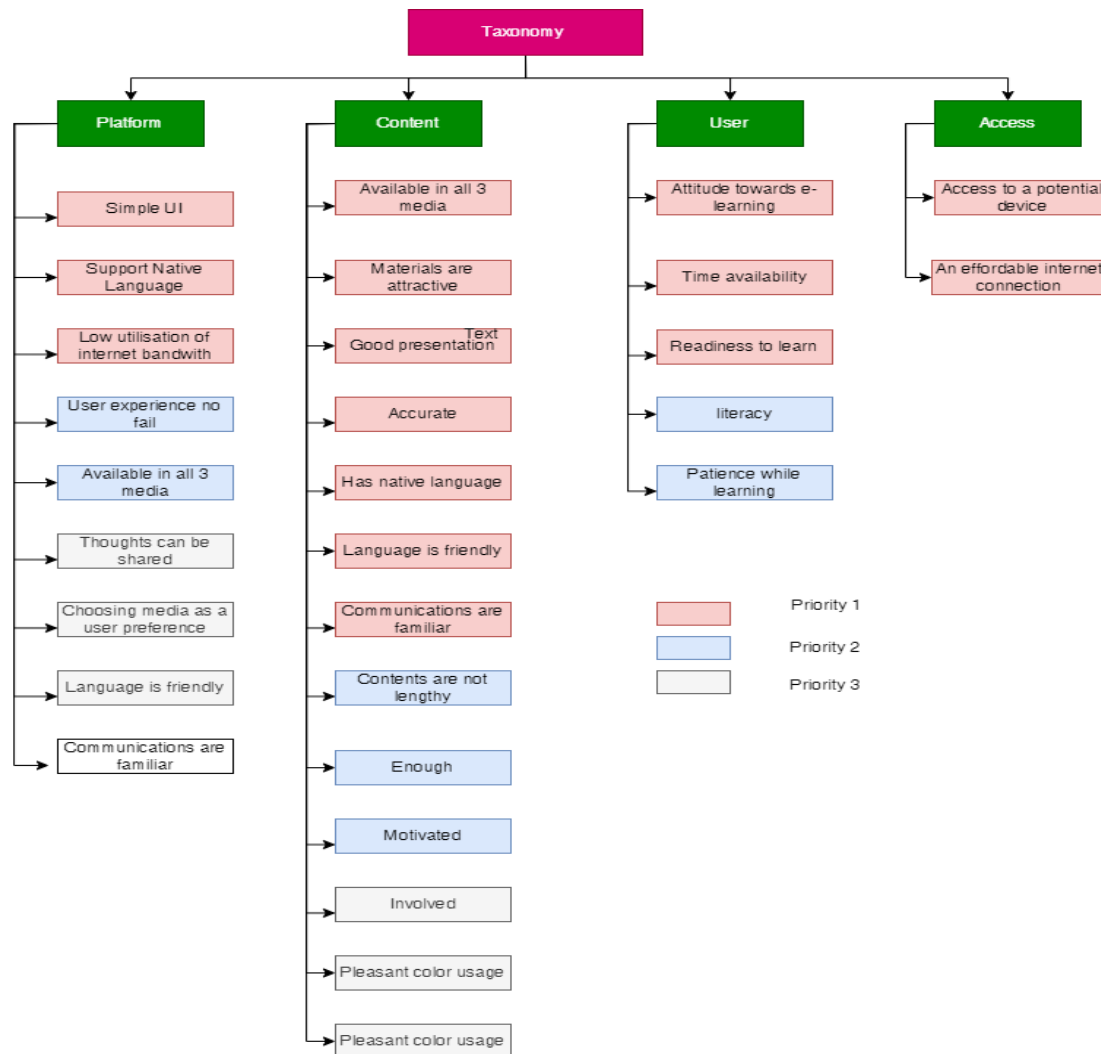 Taxonomy
Platform
Content
User
Access
Simple UI
Support Native
Language
Low utilisation of
internet bandwith
User experience no
fail
Available in all 3
media
Thoughts can be
shared
Choosing media as a
user preference
Language is friendly
Communications are
familiar
Available in all 3
media
Materials are
attractive
Text
Good presentation
Accurate
Has native language
Language is friendly
Communications are
familiar
Contents are not
lengthy
Enough
Motivated
Involved
Pleasant color usage
Pleasant color usage
Attitude towards e-
learning
Time availability
Readiness to learn
literacy
Patience while
learning
Access to a potential
device
An effordable internet
connection
Priority 1
Priority 2
Priority 3